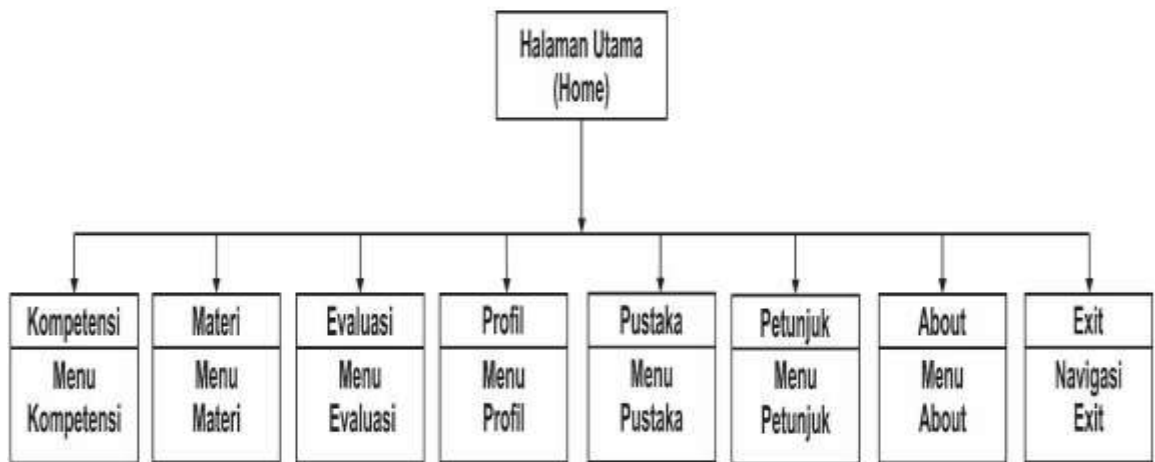 Halaman Utama
(Home)
Kompetensi
Materi
Evaluasi
Profil
Pustaka
Petunjuk
About
Exit
Menu
Kompetensi
Menu
Materi
Menu
Evaluasi
Menu
Profil
Menu
Pustaka
Menu
Petunjuk
Menu
About
Navigasi
Exit